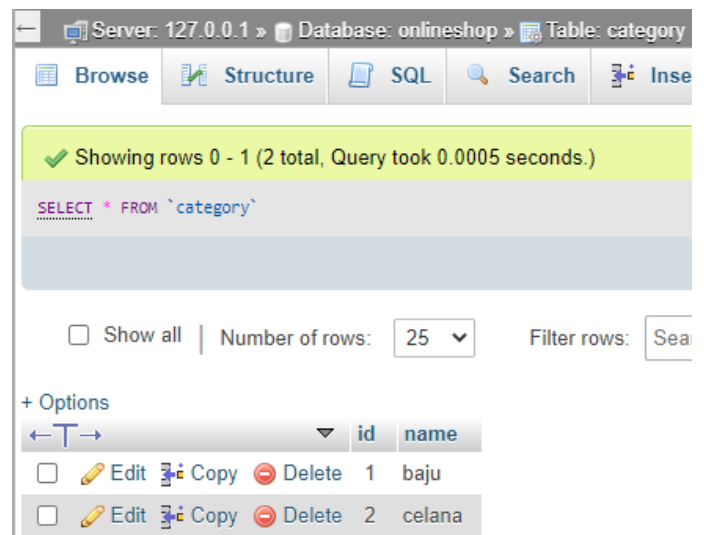 Server: 127.0.0.1 » Database: onlineshop » Table: category
Browse Structure SQL Search Inse
Showing rows 0 - 1 (2 total, Query took 0.0005 seconds.)
SELECT * FROM `category`
Show all | Number of rows: 25 Filter rows: Sea
+ Options
←T→ id name
Edit Copy Delete 1 baju
Edit Copy Delete 2 celana